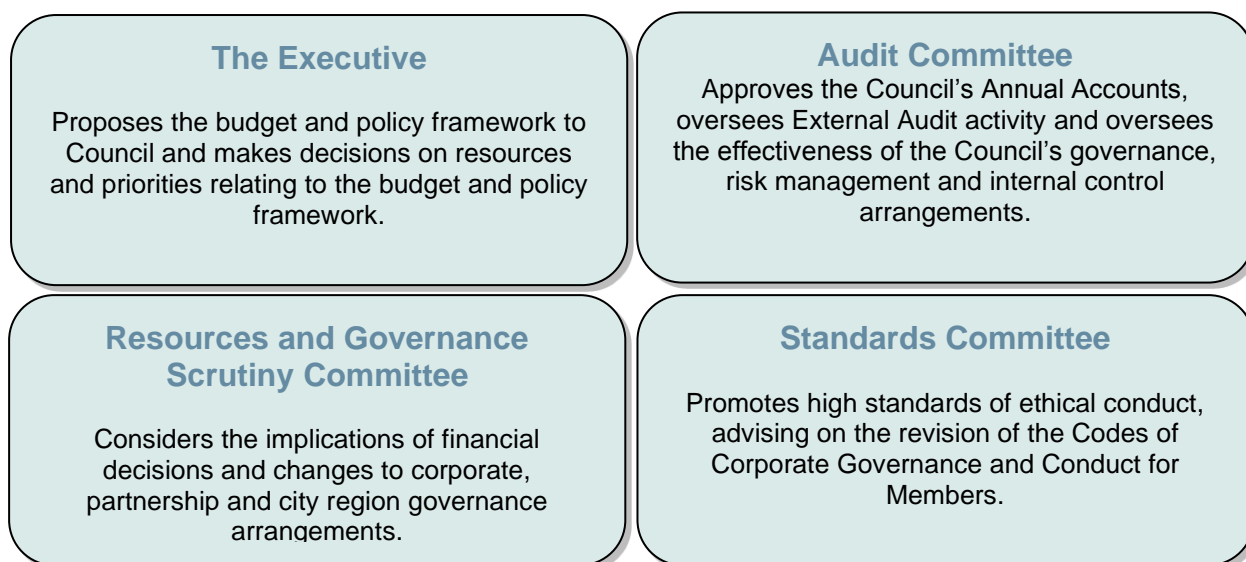 The Executive
Proposes the budget and policy framework to
Council and makes decisions on resources
and priorities relating to the budget and policy
framework.
Audit Committee
Approves the Council’s Annual Accounts,
oversees External Audit activity and oversees
the effectiveness of the Council’s governance,
risk management and internal control
arrangements.
Resources and Governance
Scrutiny Committee
Considers the implications of financial
decisions and changes to corporate,
partnership and city region governance
arrangements.
Standards Committee
Promotes high standards of ethical conduct,
advising on the revision of the Codes of
Corporate Governance and Conduct for
Members.